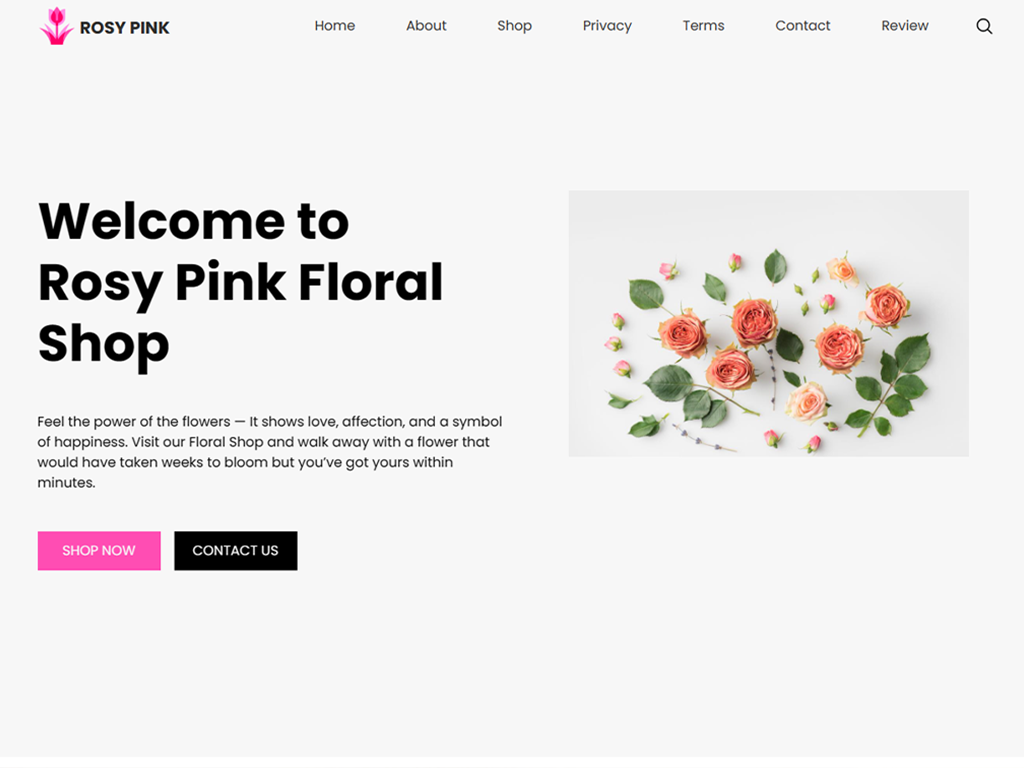 ROSY PINK
Home About Shop Privacy Terms Contact Review
Welcome to
Rosy Pink Floral
Shop
Feel the power of the flowers — It shows love, affection, and a symbol
of happiness. Visit our Floral Shop and walk away with a flower that
would have taken weeks to bloom but you’ve got yours within
minutes.
SHOP NOW CONTACT US